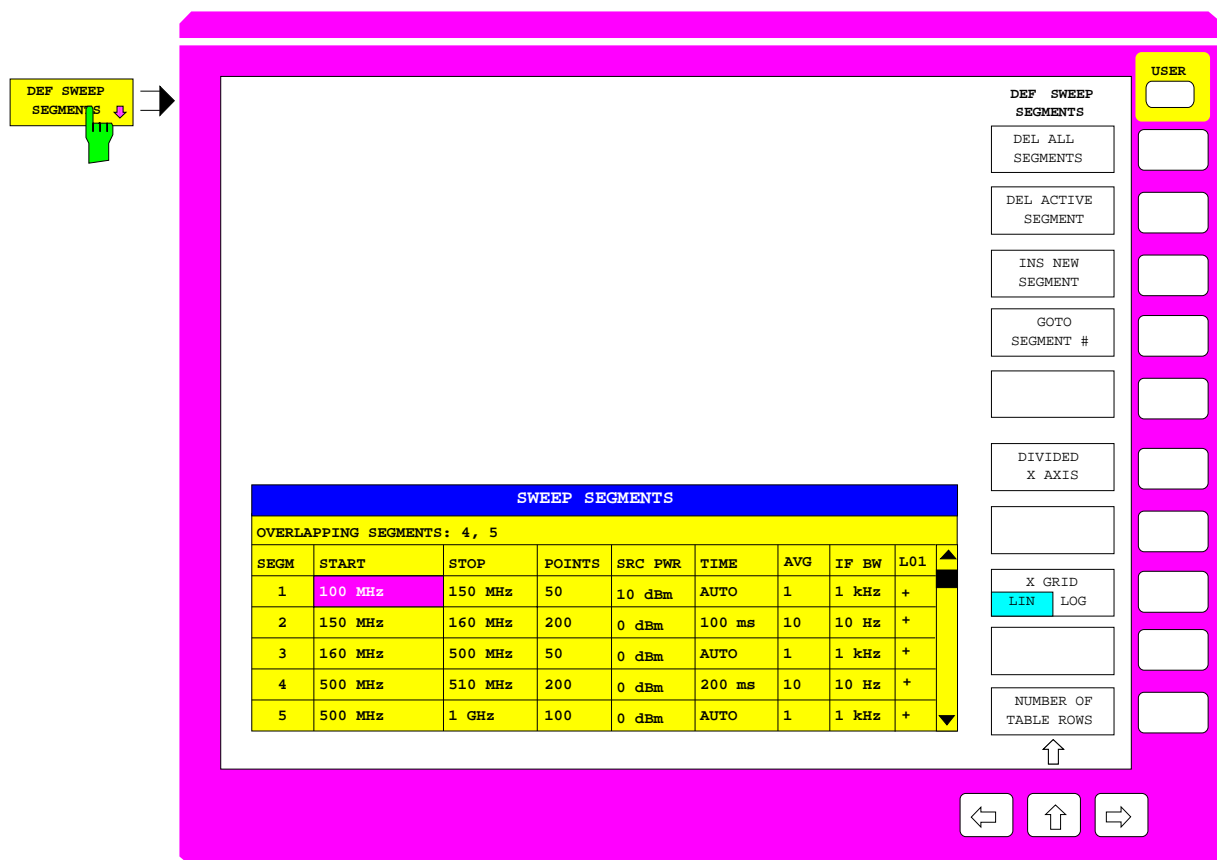 DEF SWEEP
SEGMENTS
USER
DEF SWEEP
SEGMENTS
DEL ALL
SEGMENTS
DEL ACTIVE
SEGMENT
INS NEW
SEGMENT
GOTO
SEGMENT #
DIVIDED
X AXIS
X GRID
LIN LOG
NUMBER OF
TABLE ROWS
SWEEP SEGMENTS
OVERLAPPING SEGMENTS: 4, 5
SEGM START STOP POINTS SRC PWR TIME AVG IF BW L01
1 100 MHz 150 MHz 50 10 dBm AUTO 1 1 kHz +
2 150 MHz 160 MHz 200 0 dBm 100 ms 10 10 Hz +
3 160 MHz 500 MHz 50 0 dBm AUTO 1 1 kHz +
4 500 MHz 510 MHz 200 0 dBm 200 ms 10 10 Hz +
5 500 MHz 1 GHz 100 0 dBm AUTO 1 1 kHz +